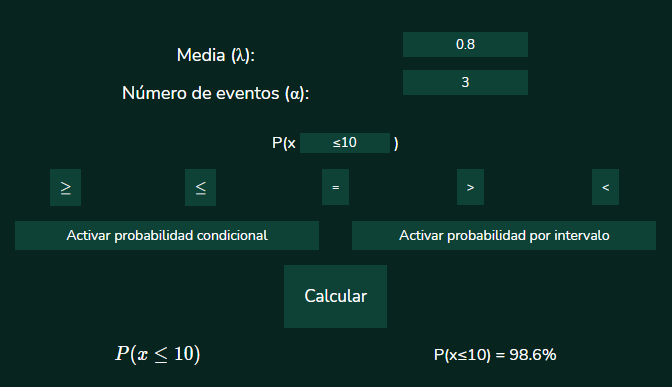 Media (λ): 0.8
Número de eventos (α): 3
P(x ≤10 )
≥ ≤ = > <
Activar probabilidad condicional Activar probabilidad por intervalo
Calcular
P(x ≤ 10) P(x≤10) = 98.6%